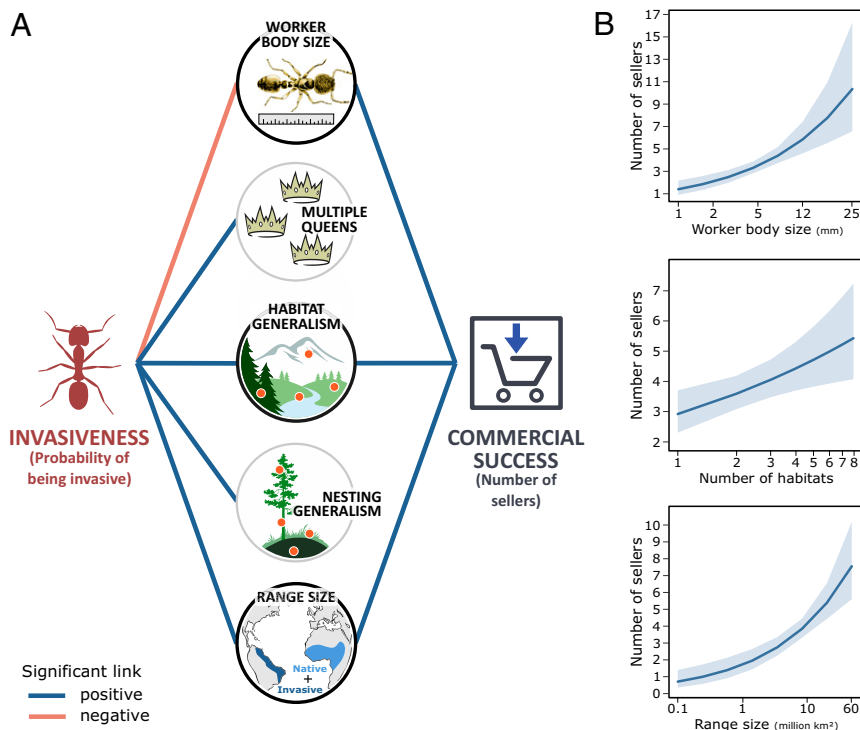 A
WORKER
BODY SIZE
MULTIPLE
QUEENS
HABITAT
GENERALISM
INVASIVENESS
(Probability of
being invasive)
COMMERCIAL
SUCCESS
(Number of
sellers)
NESTING
GENERALISM
RANGE SIZE
Native
+
Invasive
Significant link
positive
negative
B
Number of sellers
17
15
13
11
9
7
5
3
1
1 2 5 12 25
Worker body size (mm)
Number of sellers
7
6
5
4
3
2
1 2 3 4 5 6 7 8
Number of habitats
Number of sellers
10
9
8
7
6
5
4
3
2
1
0
0.1 1 10 60
Range size (million km²)